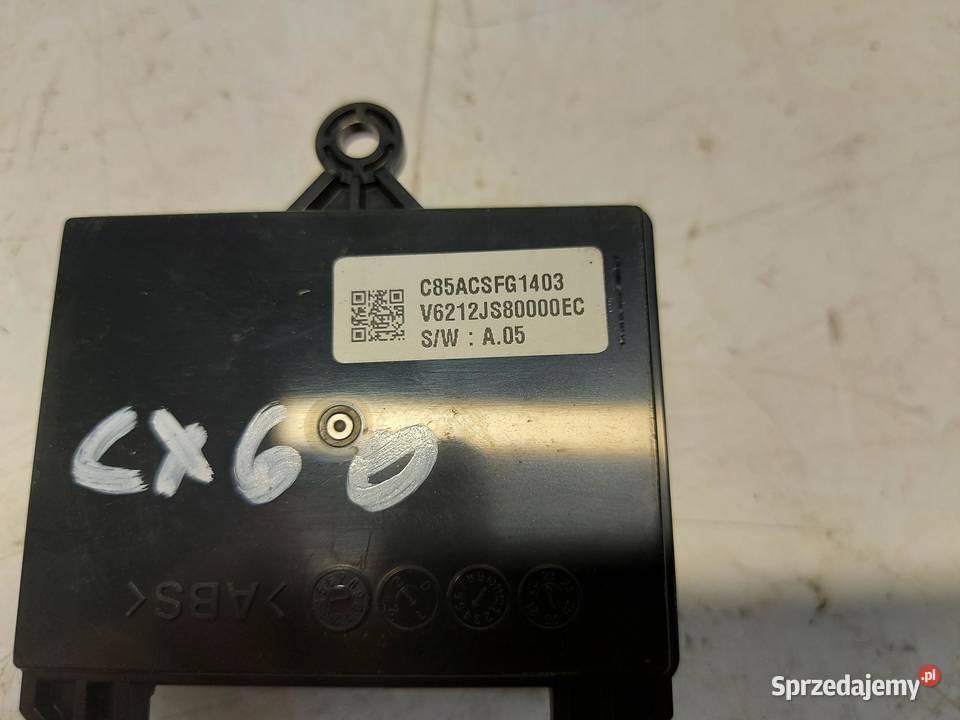 C85ACSFG1403
V6212JS80000EC
S/W : A.05
CX60
>ABS<
Sprzedajemy.pl